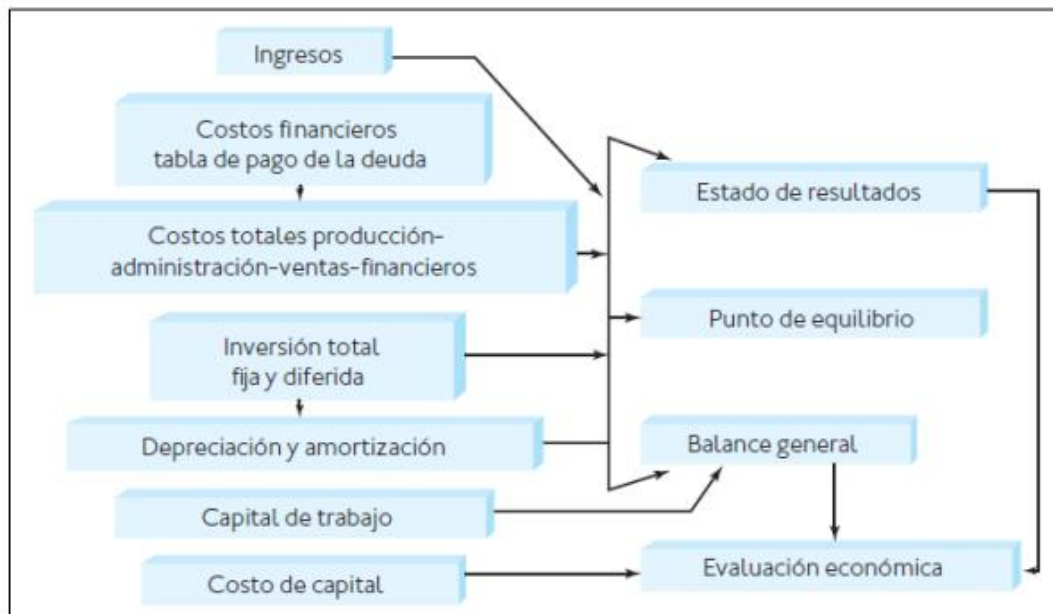 Ingresos
Costos financieros
tabla de pago de la deuda
Costos totales producción-
administración-ventas-financieros
Inversión total
fija y diferida
Depreciación y amortización
Capital de trabajo
Costo de capital
Estado de resultados
Punto de equilibrio
Balance general
Evaluación económica